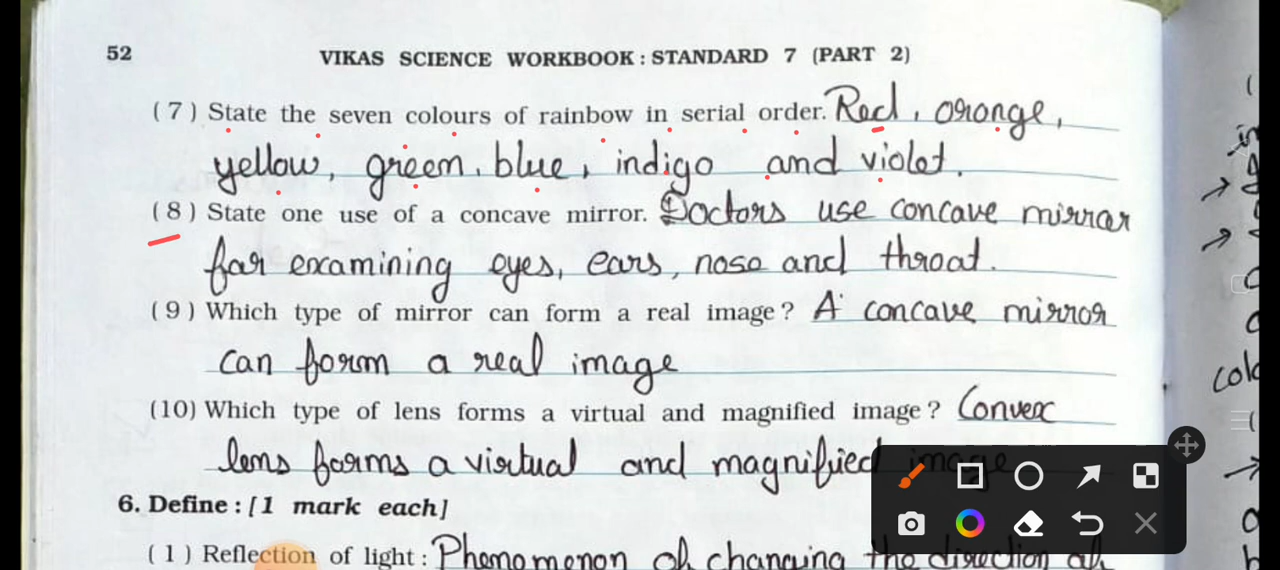 52 VIKAS SCIENCE WORKBOOK : STANDARD 7 (PART 2)
(7) State the seven colours of rainbow in serial order. Red, orange,
yellow, green, blue, indigo and violet.
(8) State one use of a concave mirror. Doctors use concave mirror
for examining eyes, ears, nose and throat.
(9) Which type of mirror can form a real image? A concave mirror
can form a real image
(10) Which type of lens forms a virtual and magnified image? Convex
lens forms a virtual and magnified image
6. Define : [1 mark each]
(1) Reflection of light : Phenomenon of changing the direction of